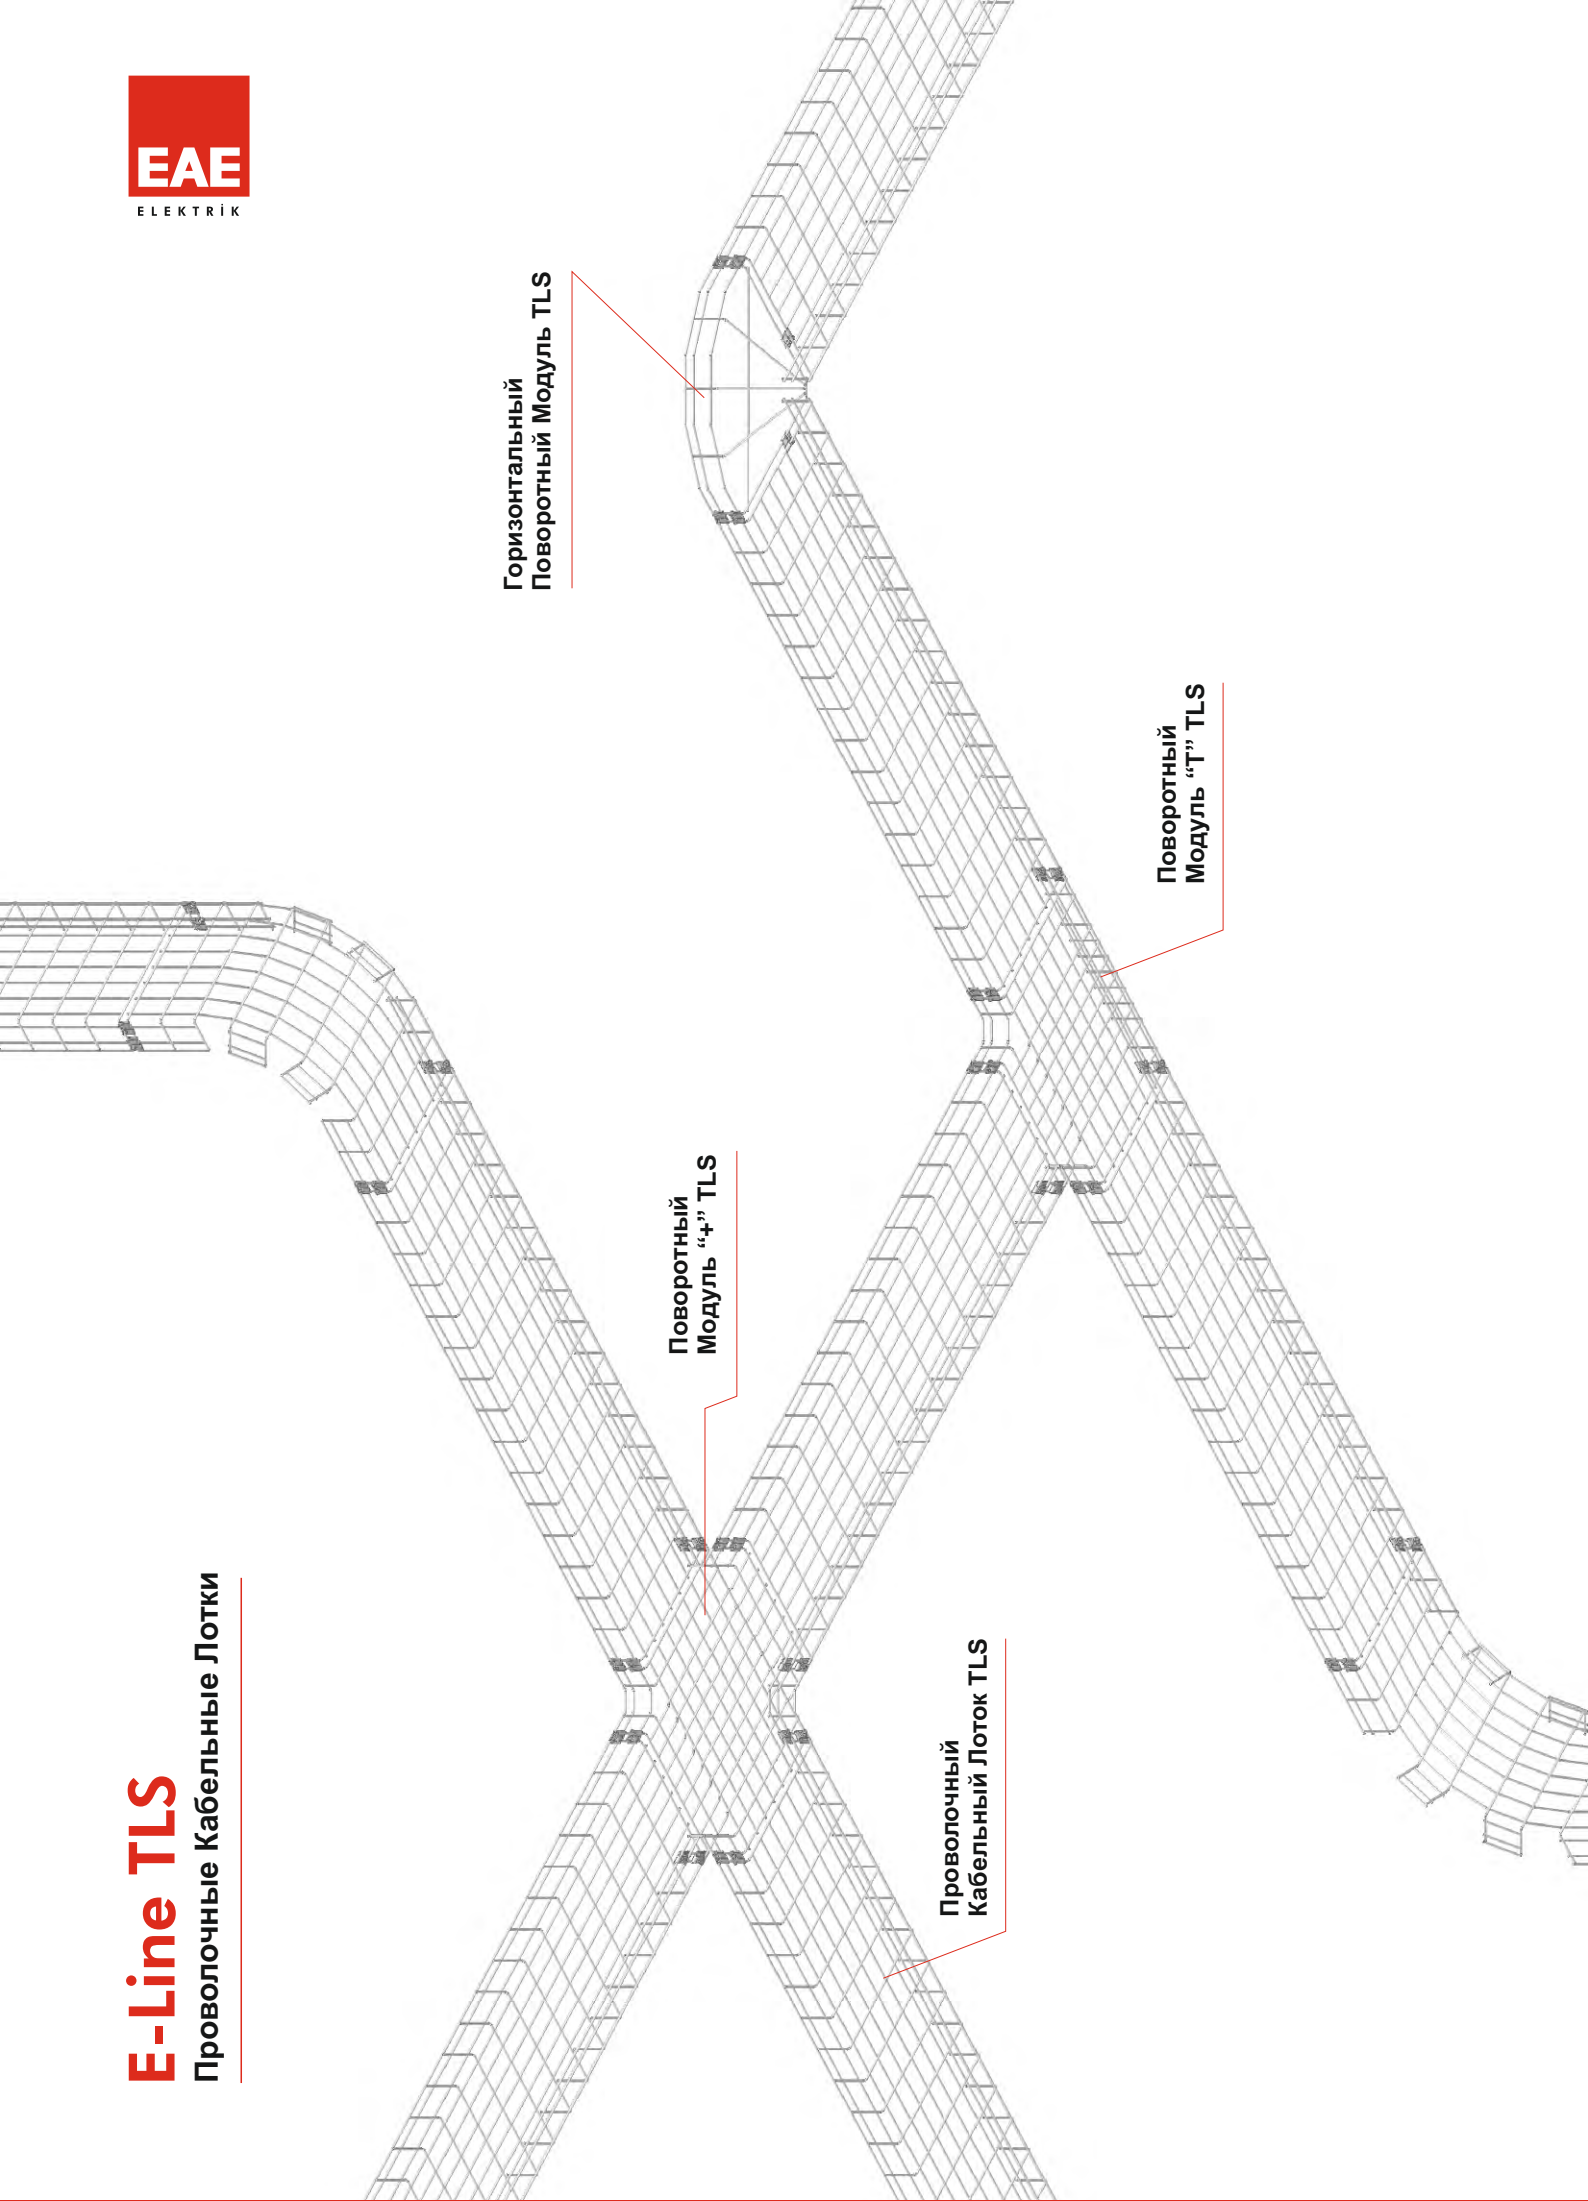 EAE
ELEKTRİK
E-Line TLS
Проволочные Кабельные Лотки
Горизонтальный
Поворотный Модуль TLS
Поворотный
Модуль “T” TLS
Поворотный
Модуль “+” TLS
Проволочный
Кабельный Лоток TLS